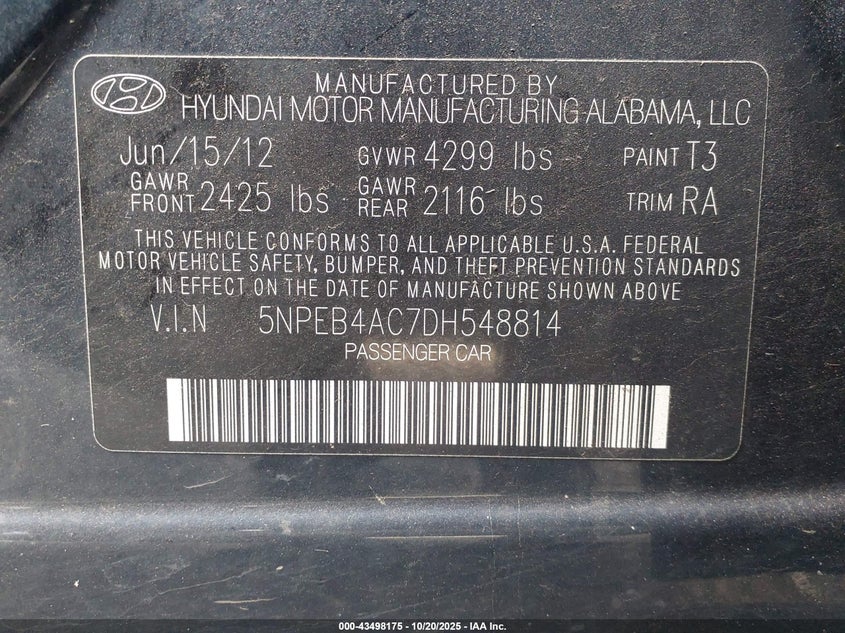 MANUFACTURED BY
HYUNDAI MOTOR MANUFACTURING ALABAMA, LLC
Jun/15/12 GVWR 4299 lbs PAINT T3
GAWR FRONT 2425 lbs GAWR REAR 2116 lbs TRIM RA
THIS VEHICLE CONFORMS TO ALL APPLICABLE U.S.A. FEDERAL
MOTOR VEHICLE SAFETY, BUMPER, AND THEFT PREVENTION STANDARDS
IN EFFECT ON THE DATE OF MANUFACTURE SHOWN ABOVE
V.I.N 5NPEB4AC7DH548814
PASSENGER CAR
000-43498175 - 10/20/2025 - IAA Inc.